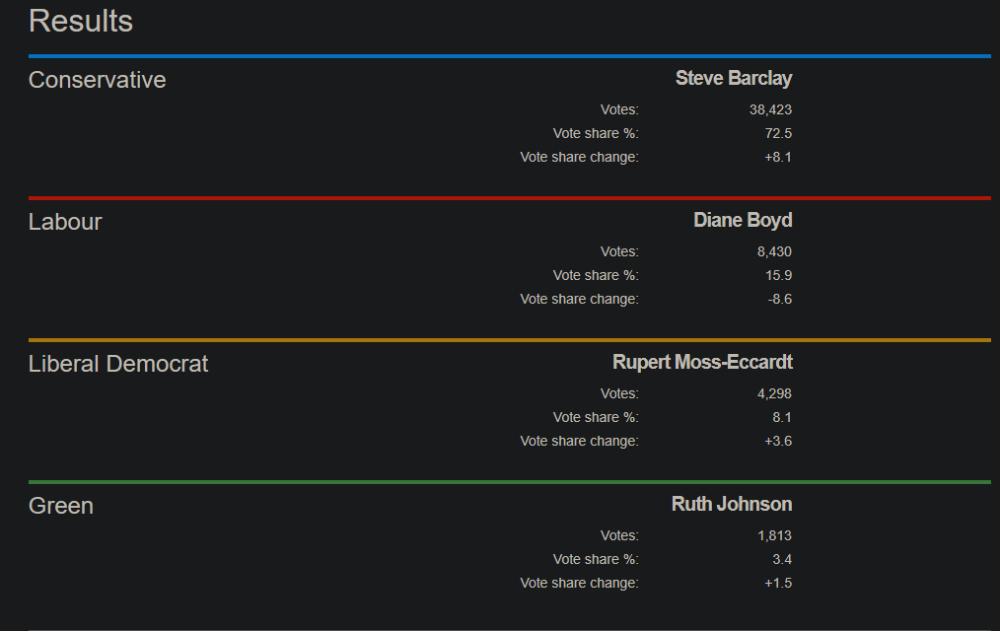 Results
Conservative Steve Barclay
Votes: 38,423
Vote share %: 72.5
Vote share change: +8.1
Labour Diane Boyd
Votes: 8,430
Vote share %: 15.9
Vote share change: -8.6
Liberal Democrat Rupert Moss-Eccardt
Votes: 4,298
Vote share %: 8.1
Vote share change: +3.6
Green Ruth Johnson
Votes: 1,813
Vote share %: 3.4
Vote share change: +1.5